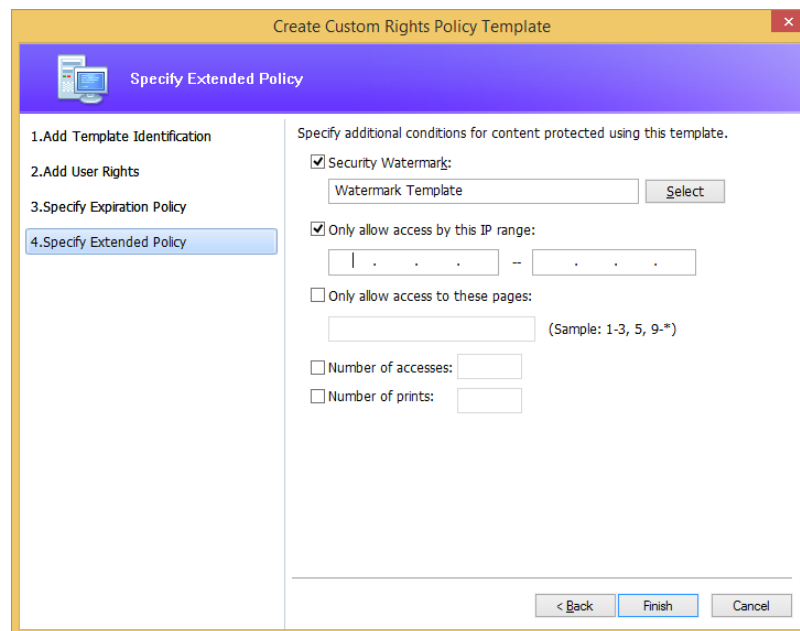 Create Custom Rights Policy Template
Specify Extended Policy
1.Add Template Identification
2.Add User Rights
3.Specify Expiration Policy
4.Specify Extended Policy
Specify additional conditions for content protected using this template.
Security Watermark:
Watermark Template
Select
Only allow access by this IP range:
. . . -- . . .
Only allow access to these pages:
(Sample: 1-3, 5, 9-*)
Number of accesses:
Number of prints:
< Back
Finish
Cancel